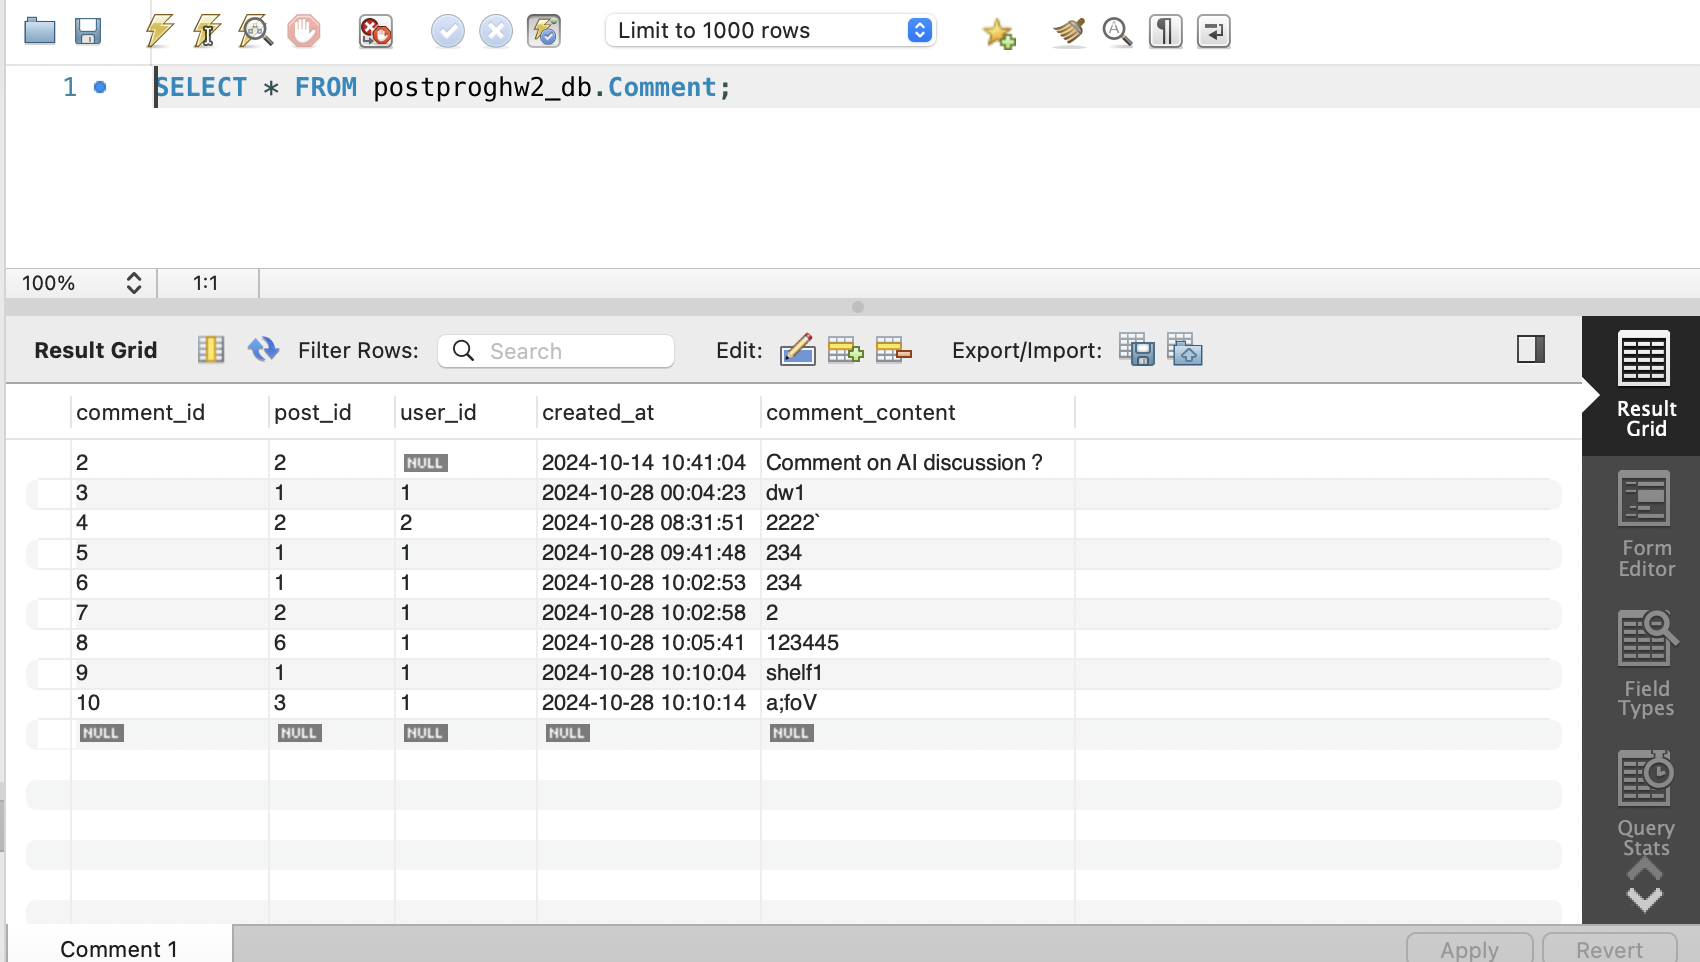 Limit to 1000 rows
1 SELECT * FROM postproghw2_db.Comment;
100% 1:1
Result Grid Filter Rows: Search Edit: Export/Import:
comment_id post_id user_id created_at comment_content
2 2 NULL 2024-10-14 10:41:04 Comment on AI discussion ?
3 1 1 2024-10-28 00:04:23 dw1
4 2 2 2024-10-28 08:31:51 2222`
5 1 1 2024-10-28 09:41:48 234
6 1 1 2024-10-28 10:02:53 234
7 2 1 2024-10-28 10:02:58 2
8 6 1 2024-10-28 10:05:41 123445
9 1 1 2024-10-28 10:10:04 shelf1
10 3 1 2024-10-28 10:10:14 a;foV
NULL NULL NULL NULL NULL
Result
Grid
Form
Editor
Field
Types
Query
Stats
Comment 1 Apply Revert